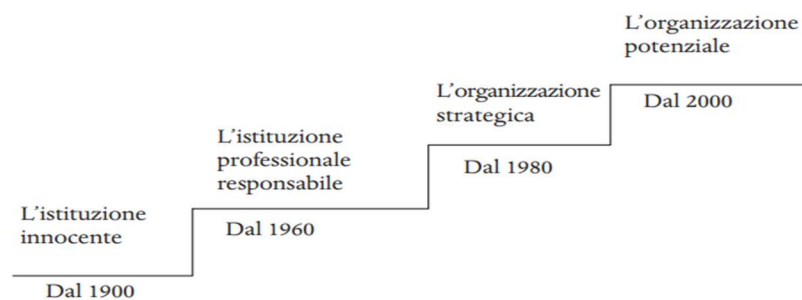 L'organizzazione
potenziale
Dal 2000
L'organizzazione
strategica
Dal 1980
L'istituzione
professionale
responsabile
Dal 1960
L'istituzione
innocente
Dal 1900